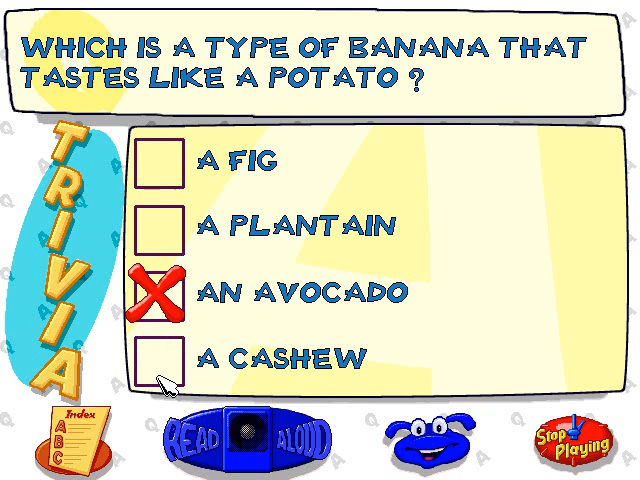 WHICH IS A TYPE OF BANANA THAT
TASTES LIKE A POTATO ?
TRIVIA
A FIG
A PLANTAIN
AN AVOCADO
A CASHEW
Index
A
B
C
READ ALOUD
Stop
Playing